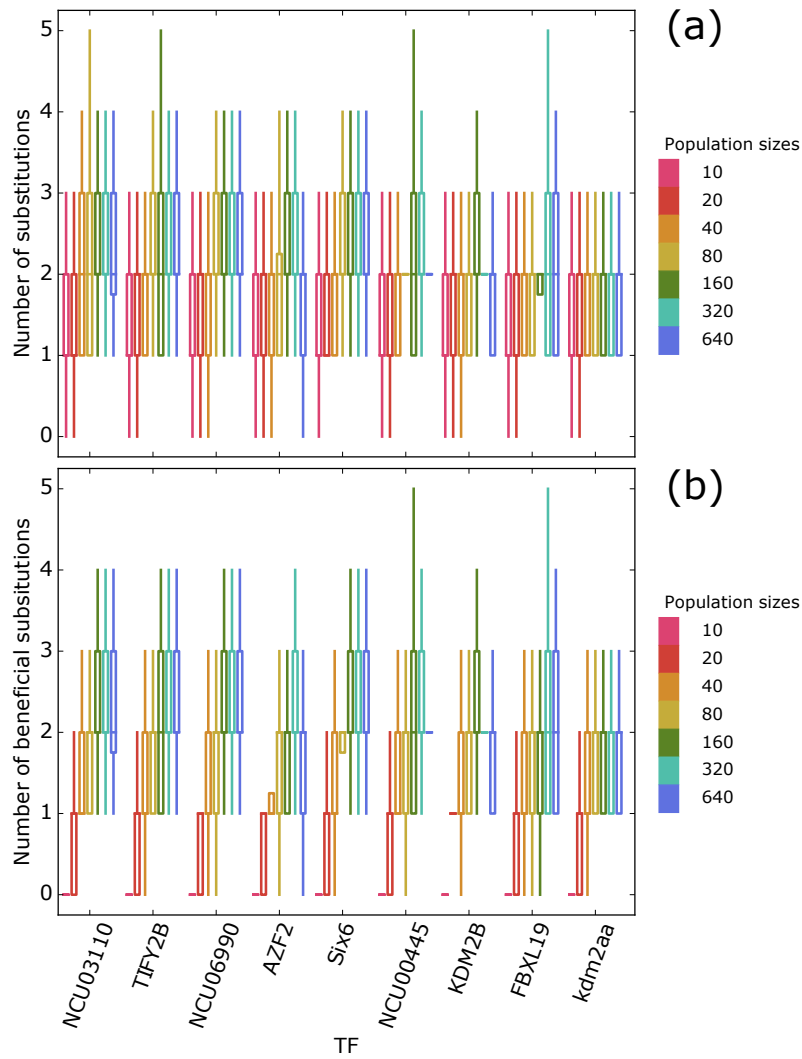 (a)
Number of substitutions
5
4
3
2
1
0
Population sizes
10
20
40
80
160
320
640
(b)
Number of beneficial subsitutions
5
4
3
2
1
0
Population sizes
10
20
40
80
160
320
640
NCU03110
TIFY2B
NCU06990
AZF2
Six6
NCU00445
KDM2B
FBXL19
kdm2aa
TF